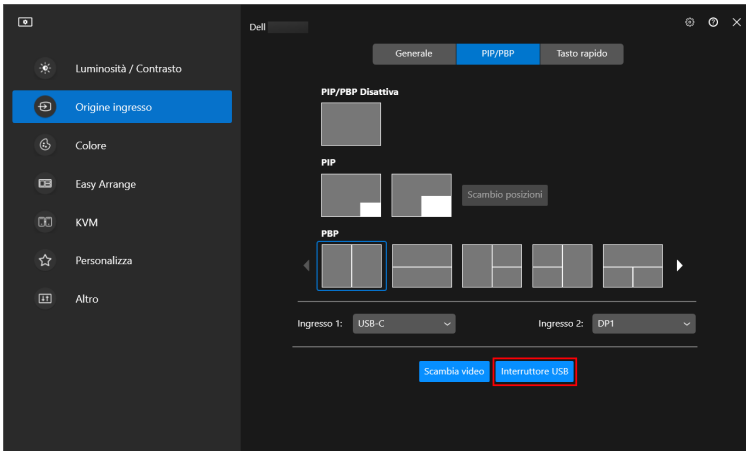 Dell
Generale
PIP/PBP
Tasto rapido
Luminosità / Contrasto
Origine ingresso
Colore
Easy Arrange
KVM
Personalizza
Altro
PIP/PBP Disattiva
PIP
Scambio posizioni
PBP
Ingresso 1: USB-C
Ingresso 2: DP1
Scambia video
Interruttore USB